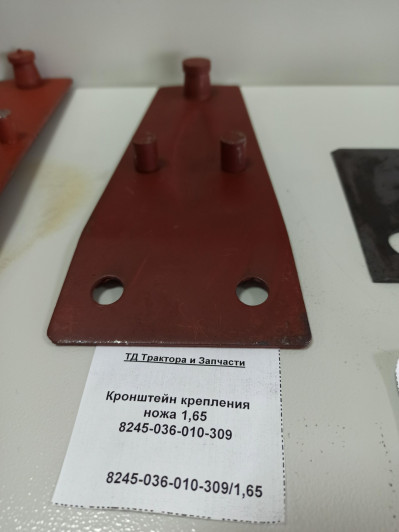 ТД Трактора и Запчасти
Кронштейн крепления
ножа 1,65
8245-036-010-309
8245-036-010-309/1,65